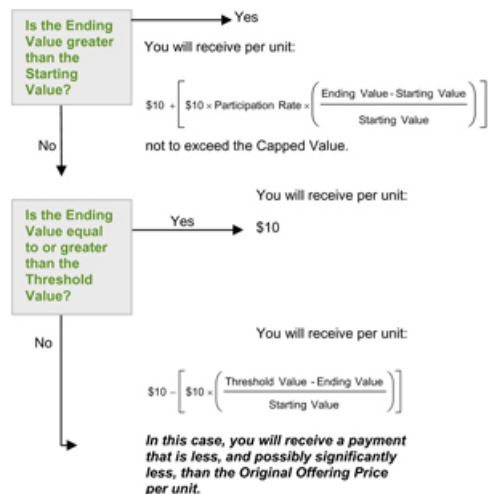 Is the Ending
Value greater
than the
Starting
Value?
Yes
You will receive per unit:
$10 + [ $10 × Participation Rate × ( Ending Value - Starting Value / Starting Value ) ]
not to exceed the Capped Value.
No
Is the Ending
Value equal
to or greater
than the
Threshold
Value?
Yes
You will receive per unit:
$10
No
You will receive per unit:
$10 − [ $10 × ( Threshold Value - Ending Value / Starting Value ) ]
In this case, you will receive a payment
that is less, and possibly significantly
less, than the Original Offering Price
per unit.